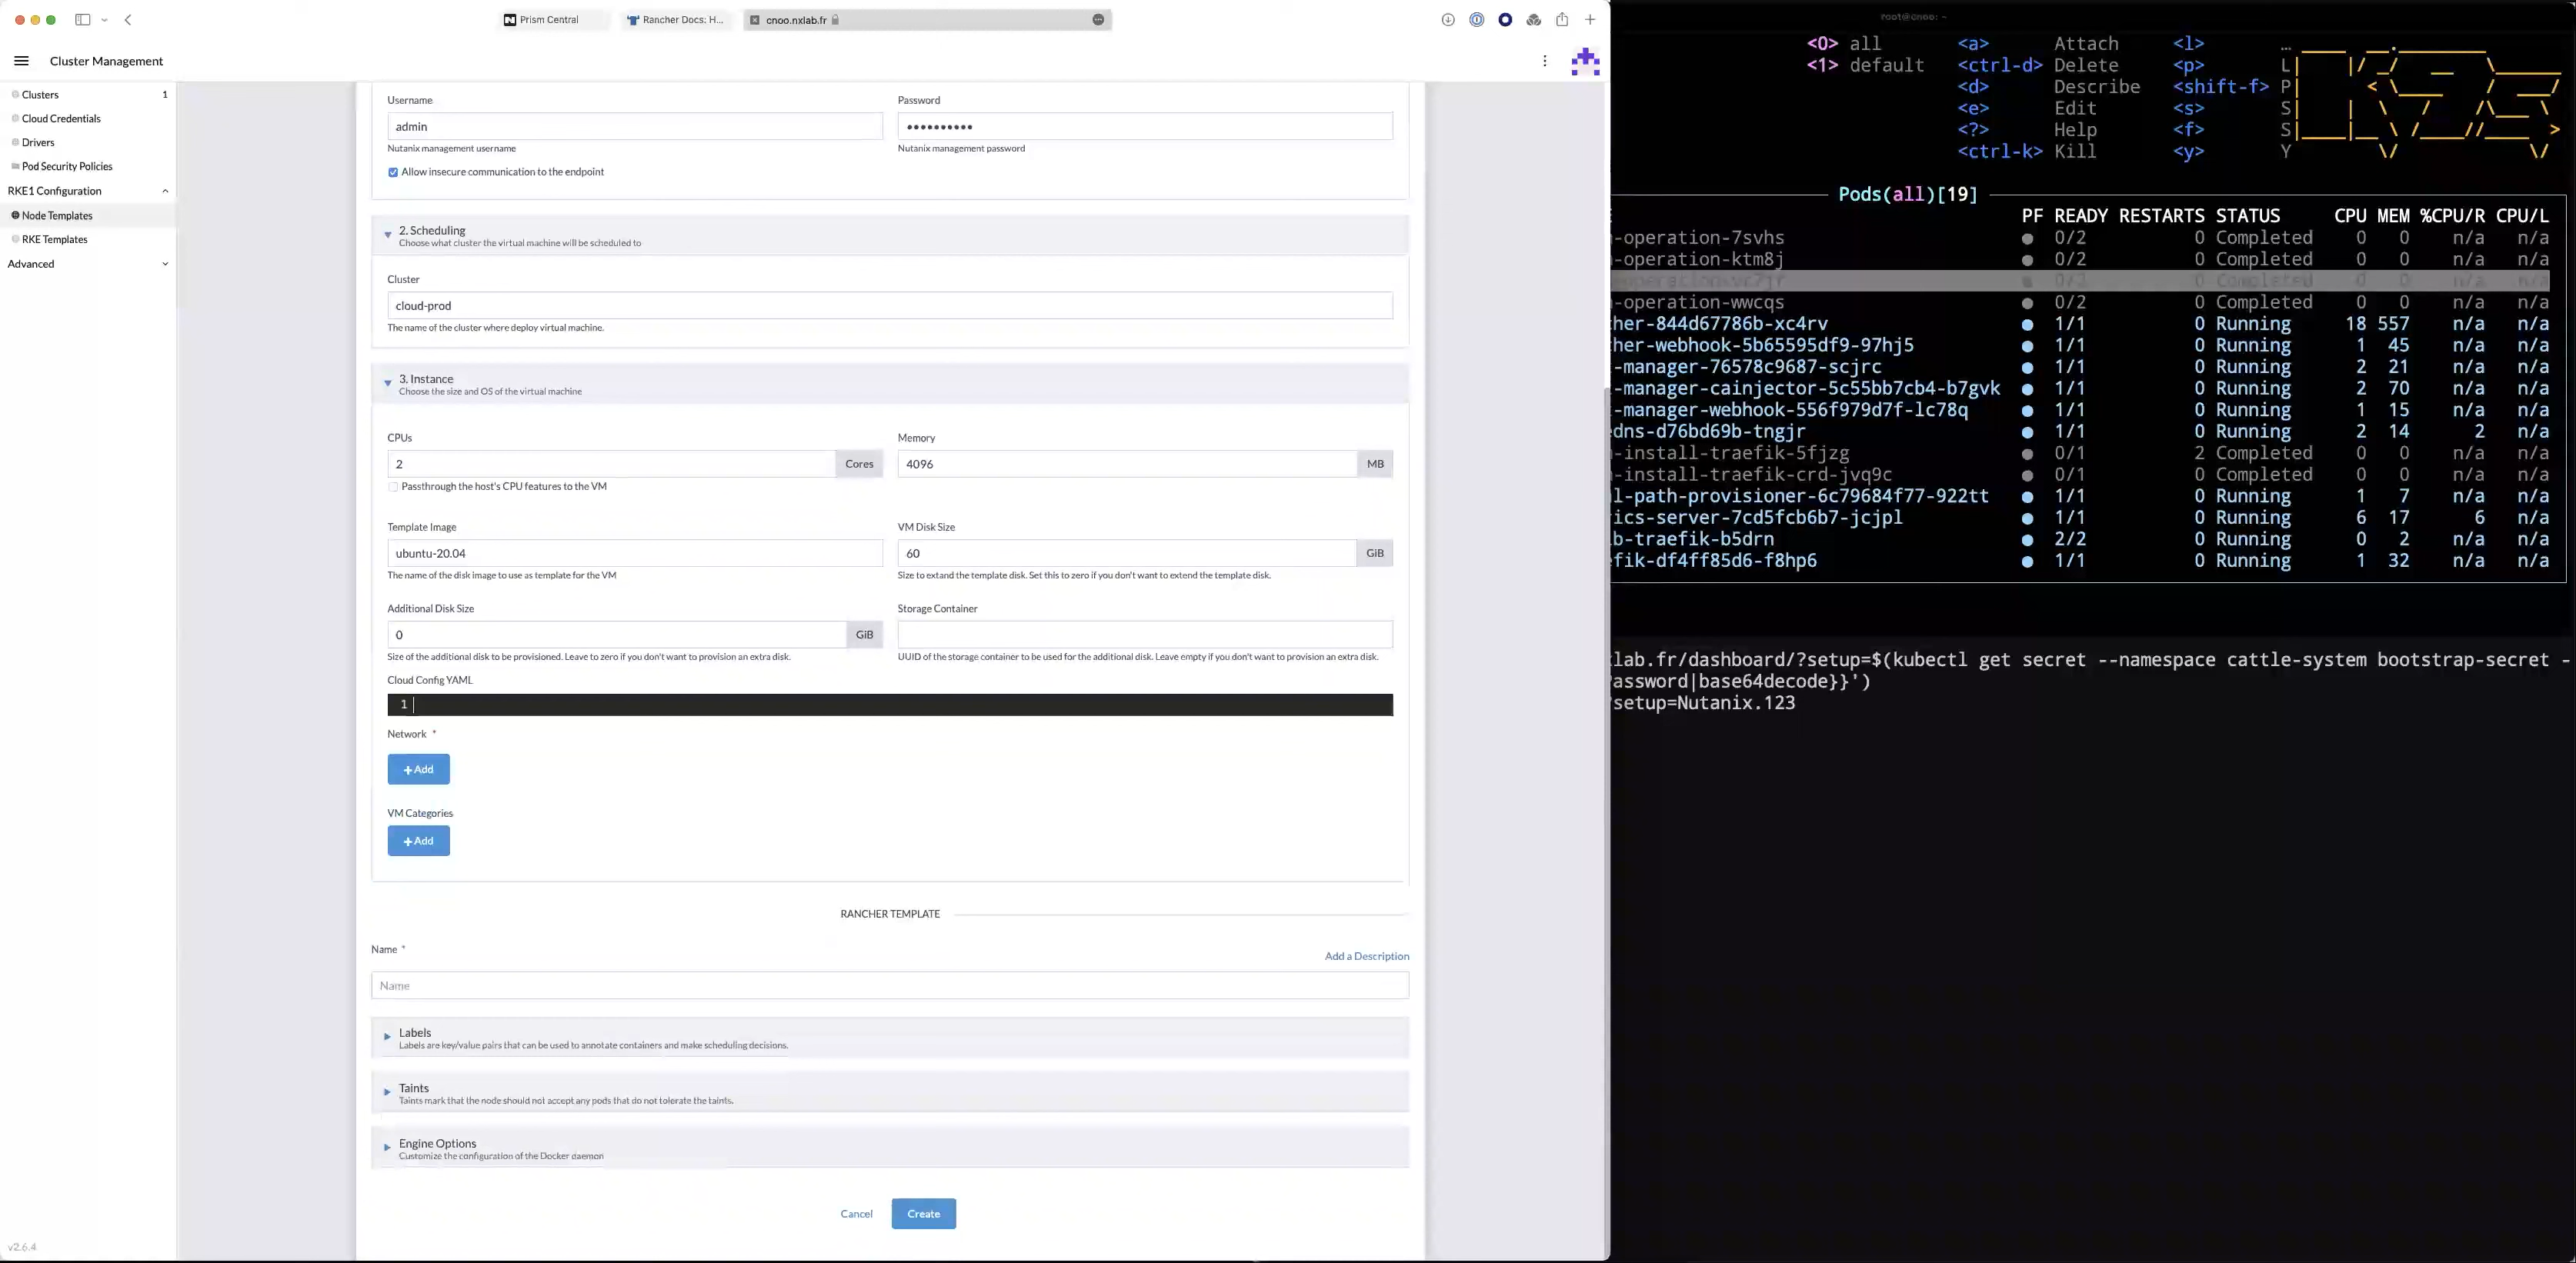 Prism Central
Rancher Docs: H...
cnoo.nxlab.fr
Cluster Management
Clusters 1
Cloud Credentials
Drivers
Pod Security Policies
RKE1 Configuration
Node Templates
RKE Templates
Advanced
v2.6.4
Username
admin
Nutanix management username
Password
••••••••••
Nutanix management password
Allow insecure communication to the endpoint
2. Scheduling
Choose what cluster the virtual machine will be scheduled to
Cluster
cloud-prod
The name of the cluster where deploy virtual machine.
3. Instance
Choose the size and OS of the virtual machine
CPUs
2 Cores
Passthrough the host's CPU features to the VM
Memory
4096 MB
Template Image
ubuntu-20.04
The name of the disk image to use as template for the VM
VM Disk Size
60 GiB
Size to extand the template disk. Set this to zero if you don't want to extend the template disk.
Additional Disk Size
0 GiB
Size of the additional disk to be provisioned. Leave to zero if you don't want to provision an extra disk.
Storage Container
UUID of the storage container to be used for the additional disk. Leave empty if you don't want to provision an extra disk.
Cloud Config YAML
1
Network *
+ Add
VM Categories
+ Add
RANCHER TEMPLATE
Name *
Add a Description
Name
Labels
Labels are key/value pairs that can be used to annotate containers and make scheduling decisions.
Taints
Taints mark that the node should not accept any pods that do not tolerate the taints.
Engine Options
Customize the configuration of the Docker daemon
Cancel
Create
root@cnoo: ~
<0> all <a> Attach <l> …
<1> default <ctrl-d> Delete <p> L
<d> Describe <shift-f> P
<e> Edit <s> S
<?> Help <f> S
<ctrl-k> Kill <y> Y
Pods(all)[19]
PF READY RESTARTS STATUS CPU MEM %CPU/R CPU/L
-operation-7svhs ● 0/2 0 Completed 0 0 n/a n/a
-operation-ktm8j ● 0/2 0 Completed 0 0 n/a n/a
-operation-wwcqs ● 0/2 0 Completed 0 0 n/a n/a
her-844d67786b-xc4rv ● 1/1 0 Running 18 557 n/a n/a
her-webhook-5b65595df9-97hj5 ● 1/1 0 Running 1 45 n/a n/a
-manager-76578c9687-scjrc ● 1/1 0 Running 2 21 n/a n/a
-manager-cainjector-5c55bb7cb4-b7gvk ● 1/1 0 Running 2 70 n/a n/a
-manager-webhook-556f979d7f-lc78q ● 1/1 0 Running 1 15 n/a n/a
dns-d76bd69b-tngjr ● 1/1 0 Running 2 14 2 n/a
-install-traefik-5fjzg ● 0/1 2 Completed 0 0 n/a n/a
-install-traefik-crd-jvq9c ● 0/1 0 Completed 0 0 n/a n/a
l-path-provisioner-6c79684f77-922tt ● 1/1 0 Running 1 7 n/a n/a
ics-server-7cd5fcb6b7-jcjpl ● 1/1 0 Running 6 17 6 n/a
b-traefik-b5drn ● 2/2 0 Running 0 2 n/a n/a
fik-df4ff85d6-f8hp6 ● 1/1 0 Running 1 32 n/a n/a
lab.fr/dashboard/?setup=$(kubectl get secret --namespace cattle-system bootstrap-secret -
assword|base64decode}}')
setup=Nutanix.123